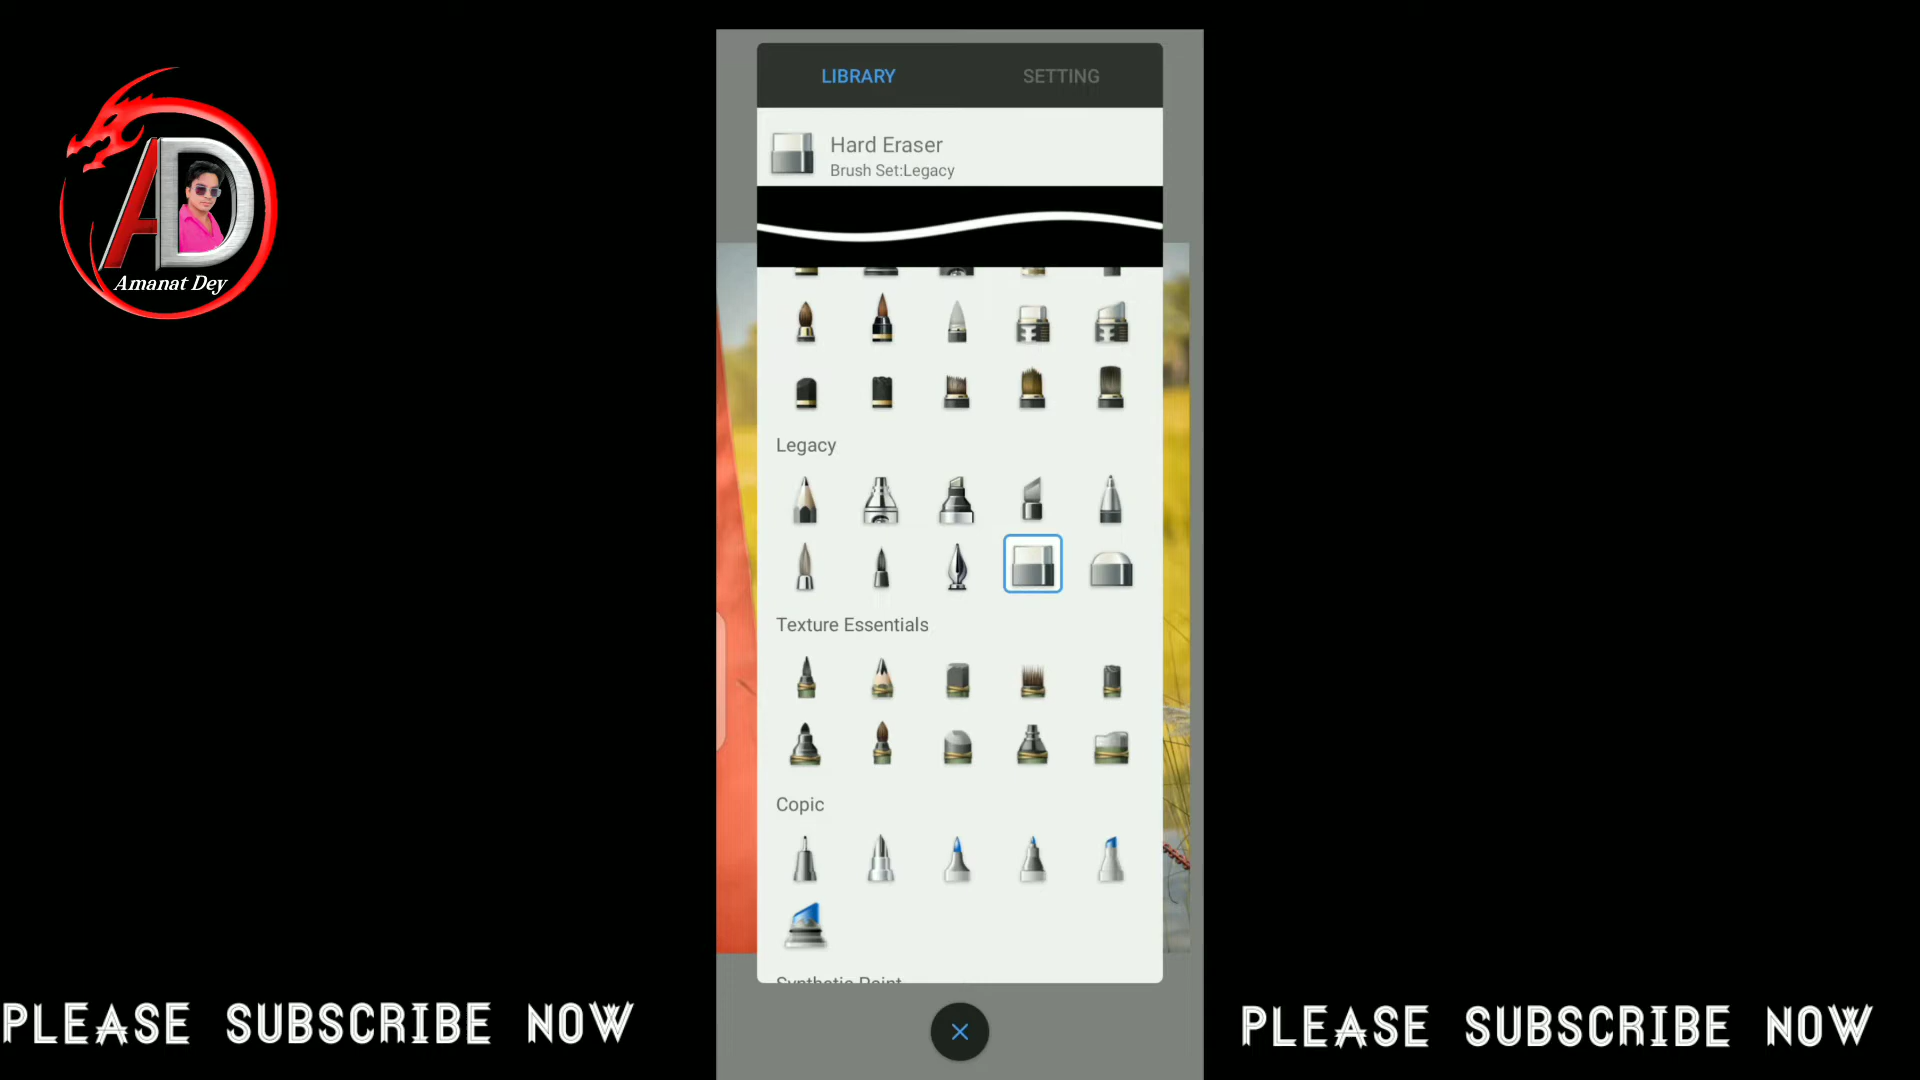 LIBRARY
SETTING
Hard Eraser
Brush Set:Legacy
AD
Amanat Dey
Legacy
Texture Essentials
Copic
PLEASE SUBSCRIBE NOW
PLEASE SUBSCRIBE NOW